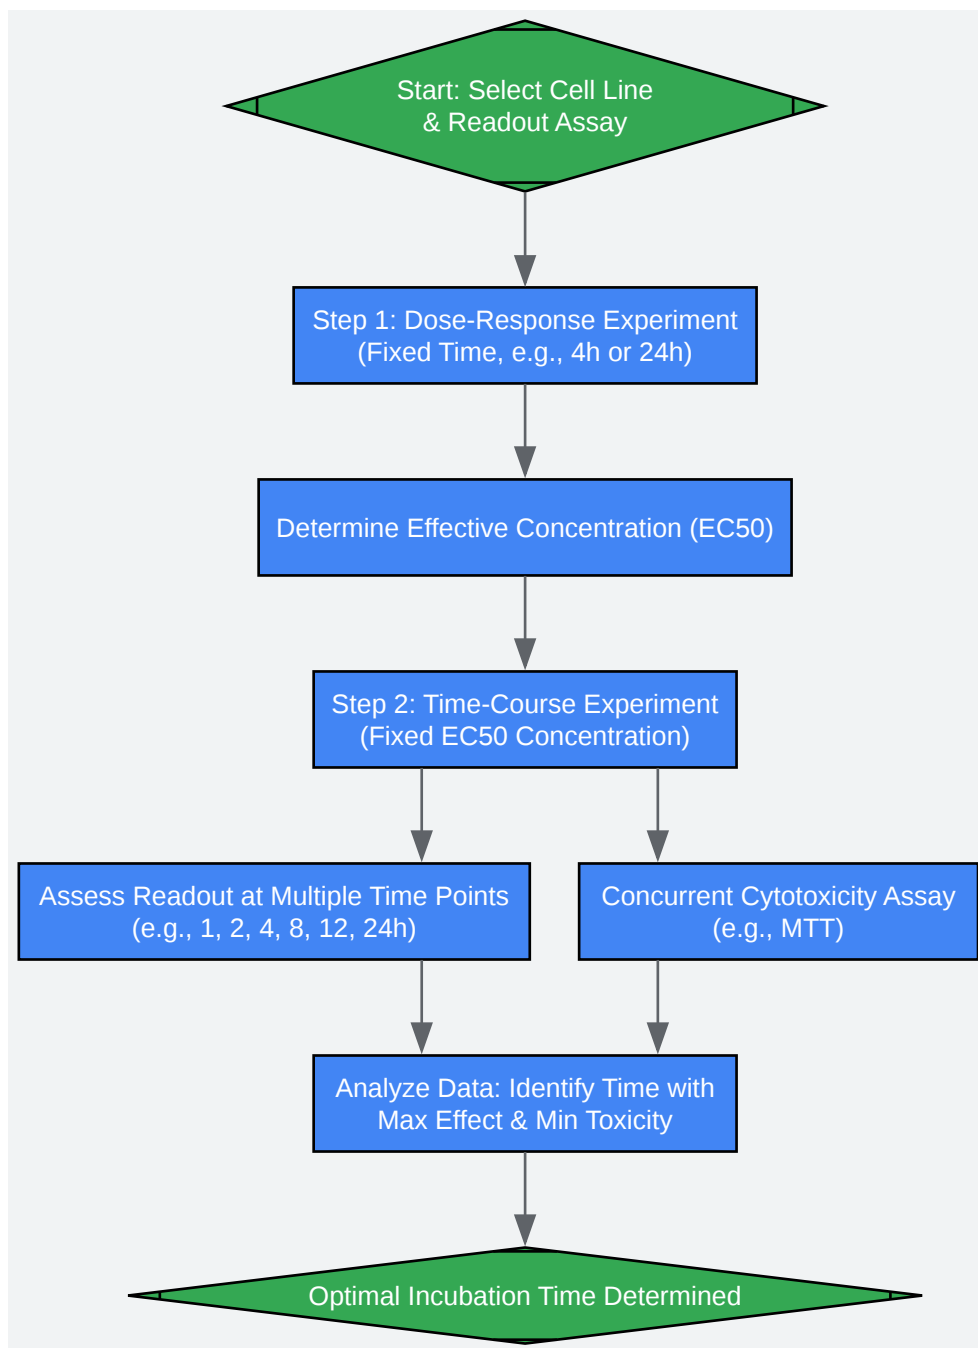 Start: Select Cell Line
& Readout Assay
Step 1: Dose-Response Experiment
(Fixed Time, e.g., 4h or 24h)
Determine Effective Concentration (EC50)
Step 2: Time-Course Experiment
(Fixed EC50 Concentration)
Assess Readout at Multiple Time Points
(e.g., 1, 2, 4, 8, 12, 24h)
Concurrent Cytotoxicity Assay
(e.g., MTT)
Analyze Data: Identify Time with
Max Effect & Min Toxicity
Optimal Incubation Time Determined